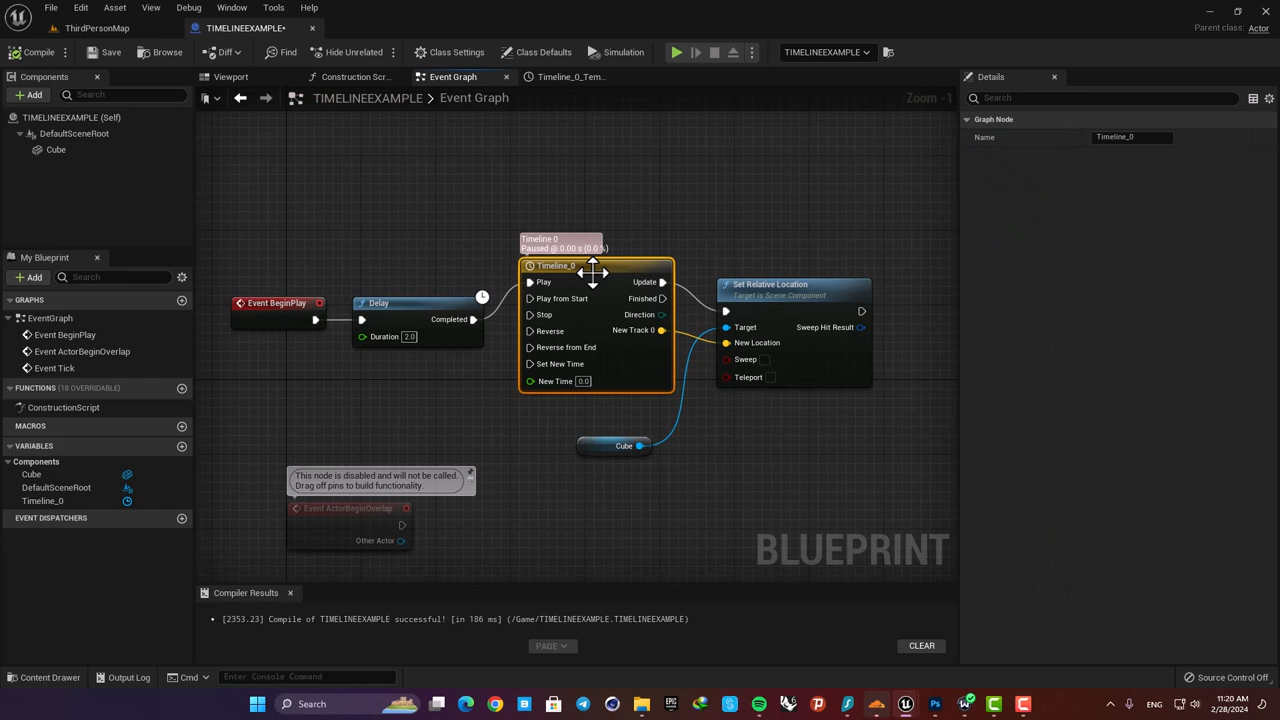 File Edit Asset View Debug Window Tools Help
ThirdPersonMap TIMELINEEXAMPLE* Parent class: Actor
Compile Save Browse Diff Find Hide Unrelated Class Settings Class Defaults Simulation TIMELINEEXAMPLE
Components Viewport Construction Scr... Event Graph Timeline_0_Tem... Details
Add Search TIMELINEEXAMPLE Event Graph Zoom -1 Search
TIMELINEEXAMPLE (Self) Graph Node
DefaultSceneRoot Name Timeline_0
Cube
Timeline 0
Paused @ 0.00 s (0.0 %)
My Blueprint Timeline_0
Add Search
Play Update Set Relative Location
Target is Scene Component
GRAPHS Event BeginPlay Delay Play from Start Finished
EventGraph Completed Stop Direction
Event BeginPlay Duration 2.0 Reverse New Track 0 Target Sweep Hit Result
Event ActorBeginOverlap Reverse from End New Location
Event Tick Set New Time Sweep
FUNCTIONS (18 OVERRIDABLE) New Time 0.0 Teleport
ConstructionScript
MACROS
VARIABLES Cube
Components
Cube This node is disabled and will not be called.
DefaultSceneRoot Drag off pins to build functionality.
Timeline_0 Event ActorBeginOverlap
EVENT DISPATCHERS
Other Actor
BLUEPRINT
Compiler Results
[2353.23] Compile of TIMELINEEXAMPLE successful! [in 186 ms] (/Game/TIMELINEEXAMPLE.TIMELINEEXAMPLE)
PAGE CLEAR
Content Drawer Output Log Cmd Enter Console Command Source Control Off
Search ENG 11:20 AM
2/28/2024